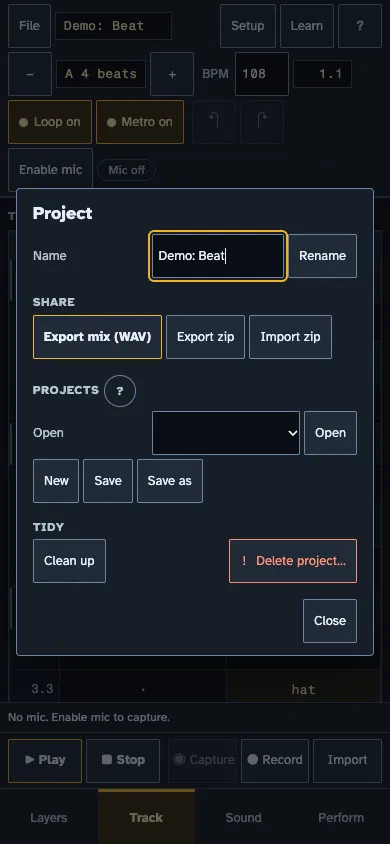 File Demo: Beat Setup Learn ?
− A 4 beats + BPM 108 1.1
Loop on Metro on
Enable mic Mic off
T
Project
Name Demo: Beat Rename
SHARE
Export mix (WAV) Export zip Import zip
PROJECTS ?
Open Open
New Save Save as
TIDY
Clean up ! Delete project...
Close
3.3 · hat
No mic. Enable mic to capture.
Play Stop Capture Record Import
Layers Track Sound Perform